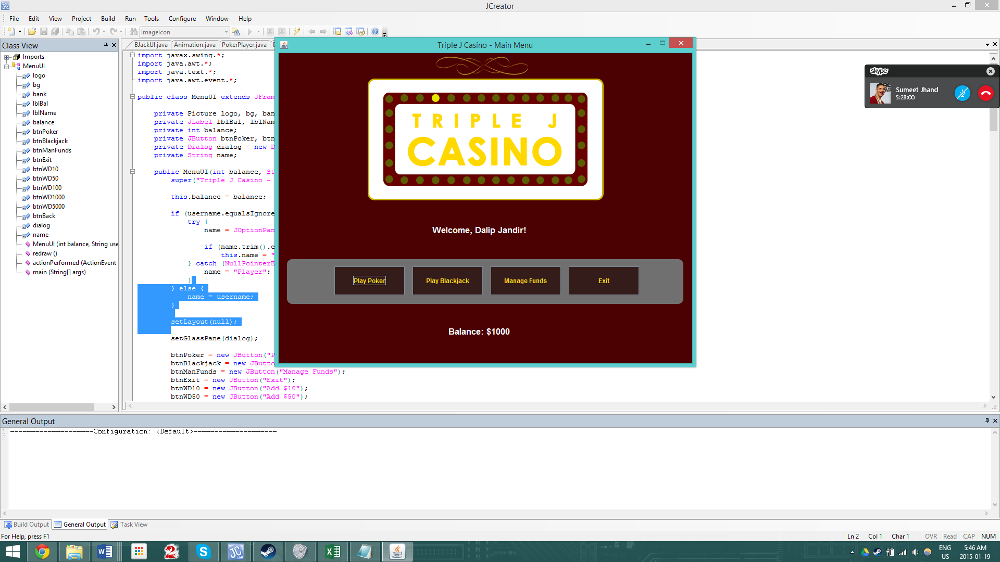 JCreator
File Edit View Project Build Run Tools Configure Window Help
ImageIcon
Class View
BJackUI.java Animation.java PokerPlayer.java
Imports
MenuUI
logo
bg
bank
lblBal
lblName
balance
btnPoker
btnBlackjack
btnManFunds
btnExit
btnWD10
btnWD50
btnWD100
btnWD1000
btnWD5000
btnBack
dialog
name
MenuUI (int balance, String use
redraw ()
actionPerformed (ActionEvent
main (String[] args)
import javax.swing.*;
import java.awt.*;
import java.text.*;
import java.awt.event.*;
public class MenuUI extends JFram
private Picture logo, bg, ban
private JLabel lblBal, lblNam
private int balance;
private JButton btnPoker, btn
private Dialog dialog = new D
private String name;
public MenuUI(int balance, St
super("Triple J Casino -
this.balance = balance;
if (username.equalsIgnore
try {
name = JOptionPan
if (name.trim().e
this.name = "
} catch (NullPointerE
name = "Player";
}
} else {
name = username;
}
setLayout(null);
setGlassPane(dialog);
btnPoker = new JButton("P
btnBlackjack = new JButto
btnManFunds = new JButton("Manage Funds");
btnExit = new JButton("Exit");
btnWD10 = new JButton("Add $10");
btnWD50 = new JButton("Add $50");
Triple J Casino - Main Menu
TRIPLE J
CASINO
Welcome, Dalip Jandir!
Play Poker Play Blackjack Manage Funds Exit
Balance: $1000
skype
Sumeet Jhand
5:28:00
General Output
1 --------------------Configuration: <Default>--------------------
2
Build Output General Output Task View
For Help, press F1
Ln 2 Col 1 Char 1 OVR Read CAP NUM
ENG
US
5:46 AM
2015-01-19